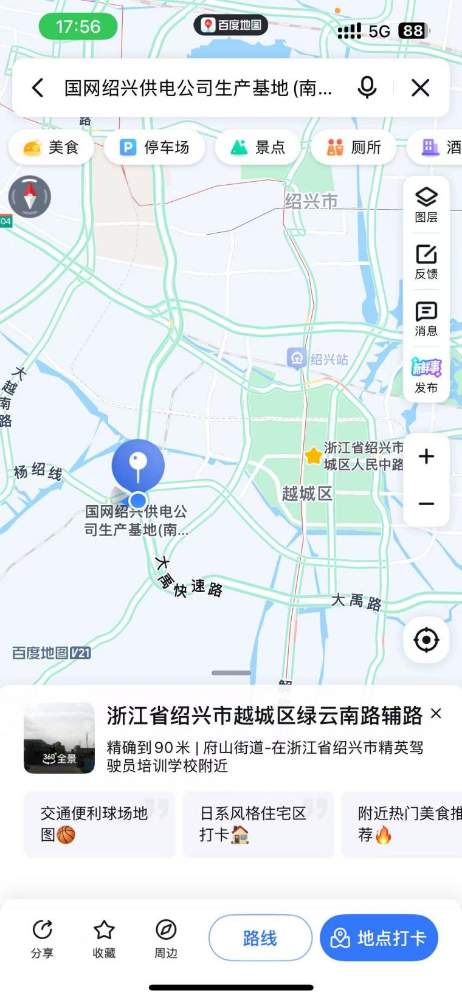 17:56
百度地图
5G
88
国网绍兴供电公司生产基地(南...
路
美食
停车场
景点
厕所
酒
绍兴市
104
图层
反馈
消息
新鲜事
发布
绍兴站
大越南路
浙江省绍兴市
城区人民中路
杨绍线
越城区
国网绍兴供电公
司生产基地(南...
大禹快速路
大禹路
百度地图V21
解
浙江省绍兴市越城区绿云南路辅路
精确到90米 | 府山街道-在浙江省绍兴市精英驾
驶员培训学校附近
360°全景
交通便利球场地
图🏀
日系风格住宅区
打卡🏠
附近热门美食推
荐🔥
分享
收藏
周边
路线
地点打卡